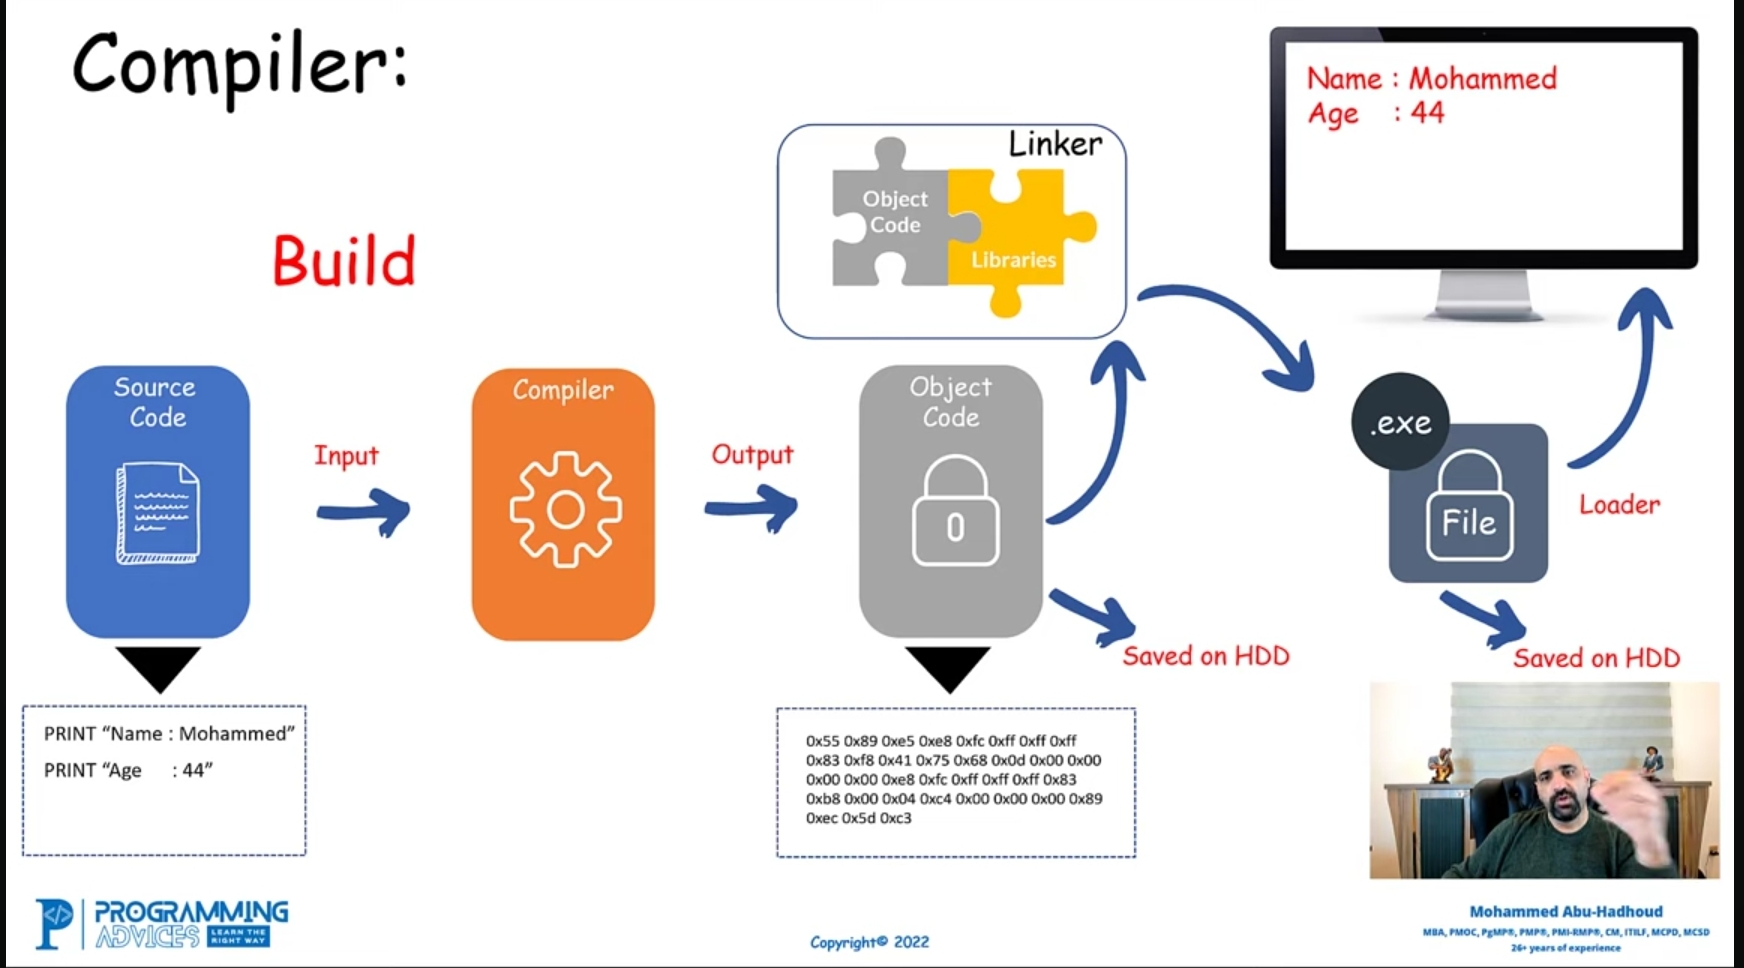 Compiler:
Name : Mohammed
Age : 44
Linker
Object
Code
Libraries
Build
Source
Code
Input
Compiler
Output
Object
Code
.exe
File
Loader
Saved on HDD
Saved on HDD
PRINT “Name : Mohammed”
PRINT “Age : 44”
0x55 0x89 0xe5 0xe8 0xfc 0xff 0xff 0xff
0x83 0xf8 0x41 0x75 0x68 0x0d 0x00 0x00
0x00 0x00 0xe8 0xfc 0xff 0xff 0xff 0x83
0xb8 0x00 0x04 0xc4 0x00 0x00 0x00 0x89
0xec 0x5d 0xc3
PROGRAMMING
ADVICES
LEARN THE
RIGHT WAY
Copyright© 2022
Mohammed Abu-Hadhoud
MBA, PMOC, PgMP®, PMP®, PMI-RMP®, CM, ITILF, MCPD, MCSD
26+ years of experience